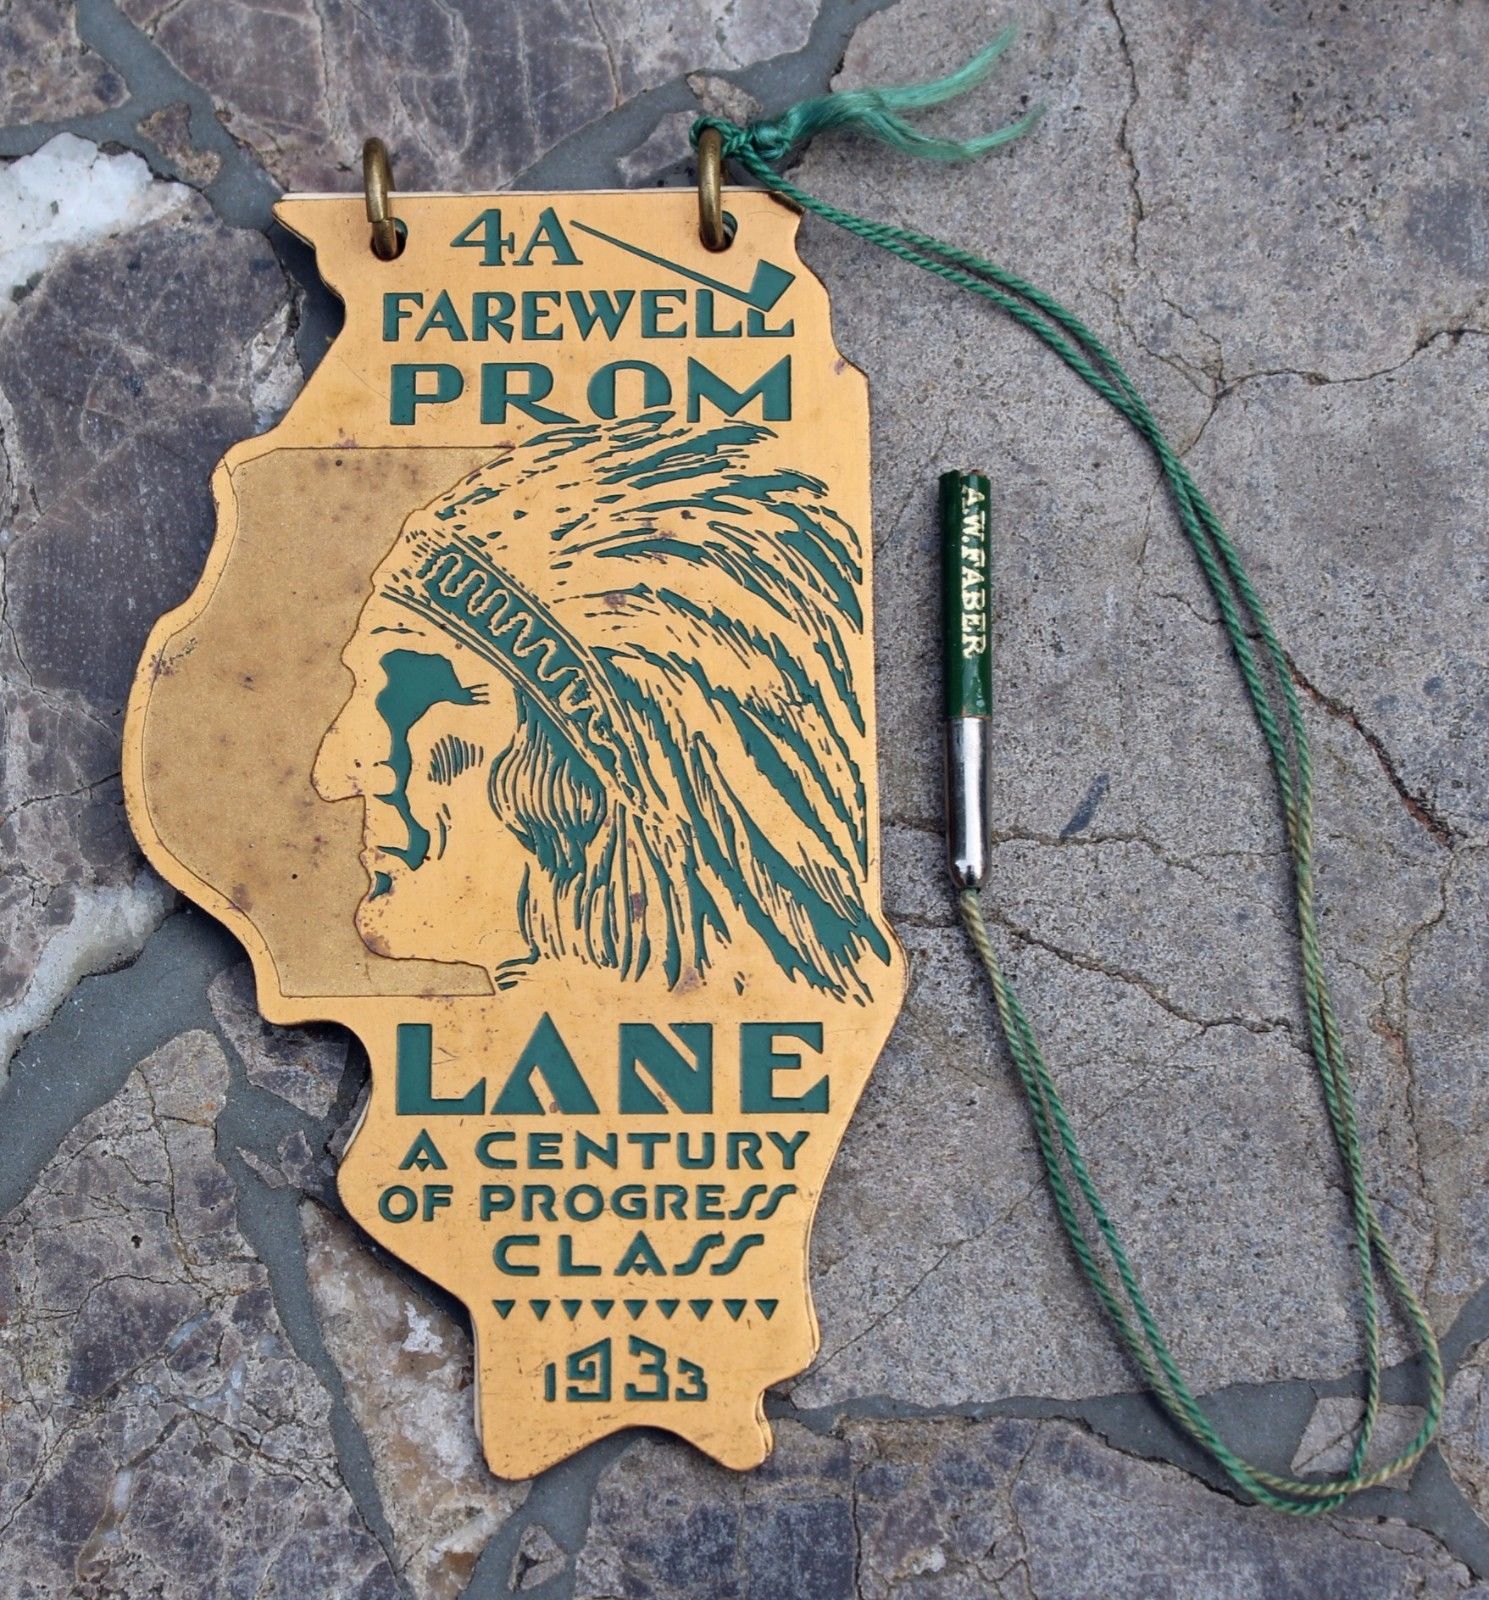 4A
FAREWELL
PROM
LANE
A CENTURY
OF PROGRESS
CLASS
1933
A.W.FABER